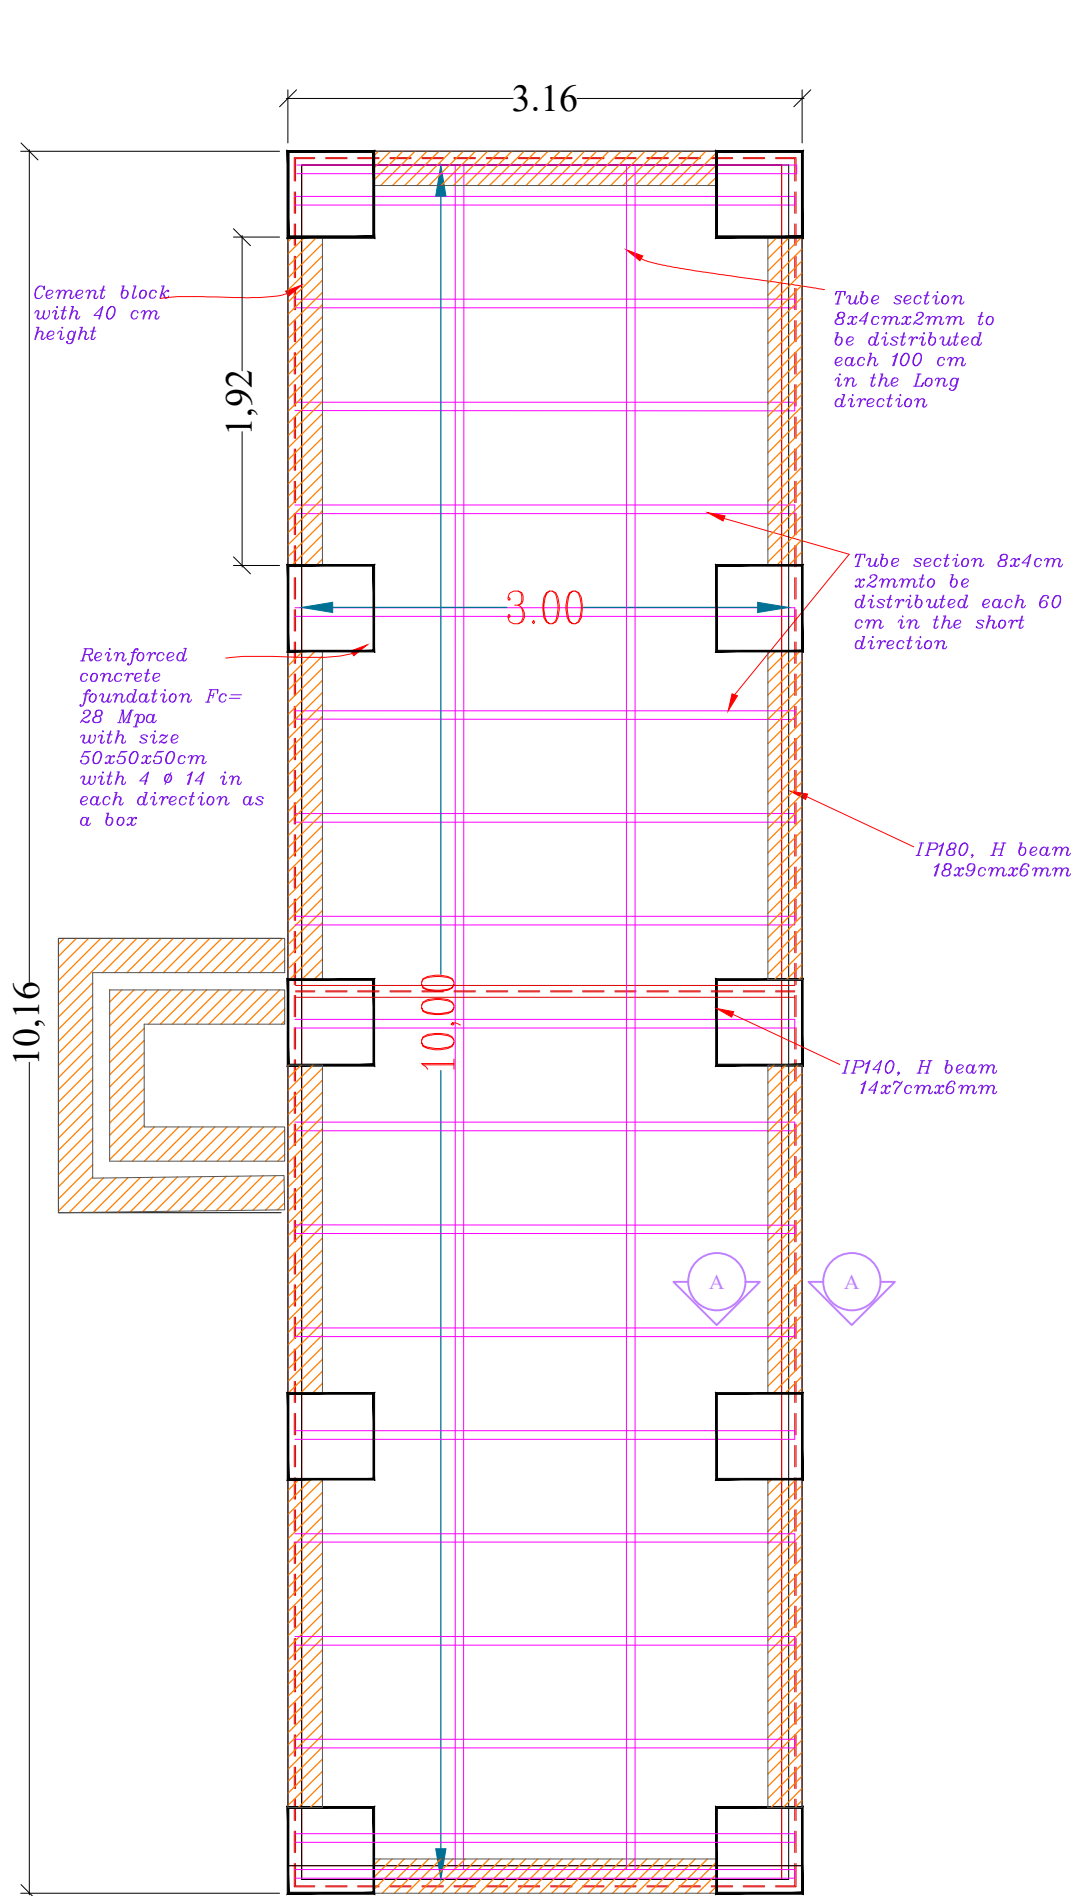 3.16
Cement block
with 40 cm
height
1,92
Tube section
8x4cmx2mm to
be distributed
each 100 cm
in the Long
direction
Tube section 8x4cm
x2mmto be
distributed each 60
cm in the short
direction
3.00
Reinforced
concrete
foundation Fc=
28 Mpa
with size
50x50x50cm
with 4 ø 14 in
each direction as
a box
IP180, H beam
18x9cmx6mm
10,16
10,00
IP140, H beam
14x7cmx6mm
A
A